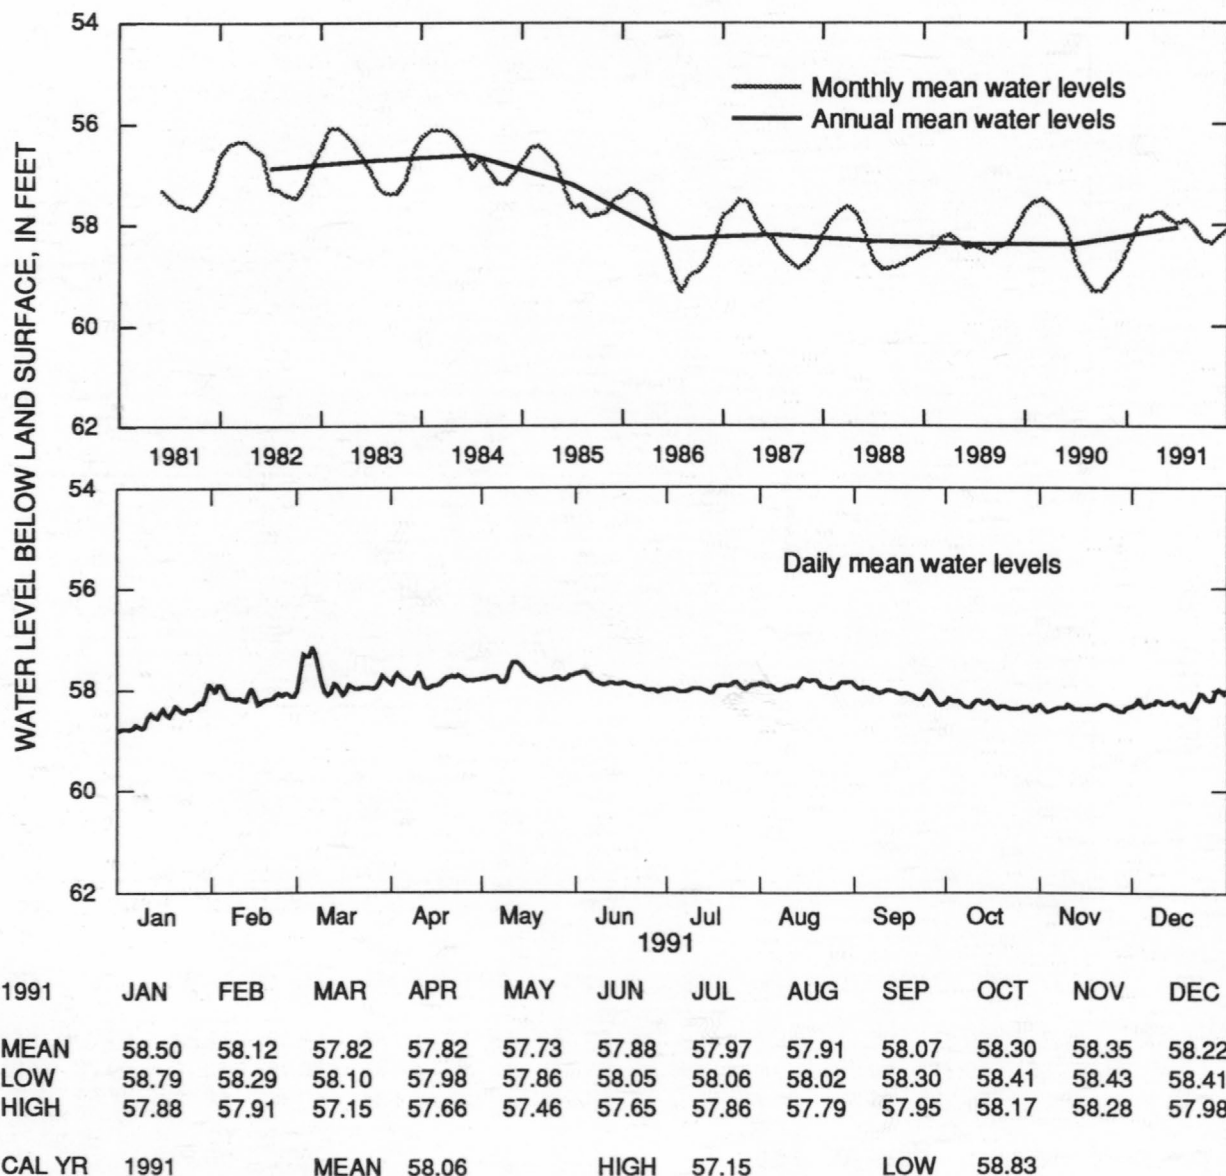 WATER LEVEL BELOW LAND SURFACE, IN FEET
54
56
58
60
62
Monthly mean water levels
Annual mean water levels
1981 1982 1983 1984 1985 1986 1987 1988 1989 1990 1991
54
56
58
60
62
Daily mean water levels
Jan Feb Mar Apr May Jun Jul Aug Sep Oct Nov Dec
1991
1991 JAN FEB MAR APR MAY JUN JUL AUG SEP OCT NOV DEC
MEAN 58.50 58.12 57.82 57.82 57.73 57.88 57.97 57.91 58.07 58.30 58.35 58.22
LOW 58.79 58.29 58.10 57.98 57.86 58.05 58.06 58.02 58.30 58.41 58.43 58.41
HIGH 57.88 57.91 57.15 57.66 57.46 57.65 57.86 57.79 57.95 58.17 58.28 57.98
CAL YR 1991 MEAN 58.06 HIGH 57.15 LOW 58.83